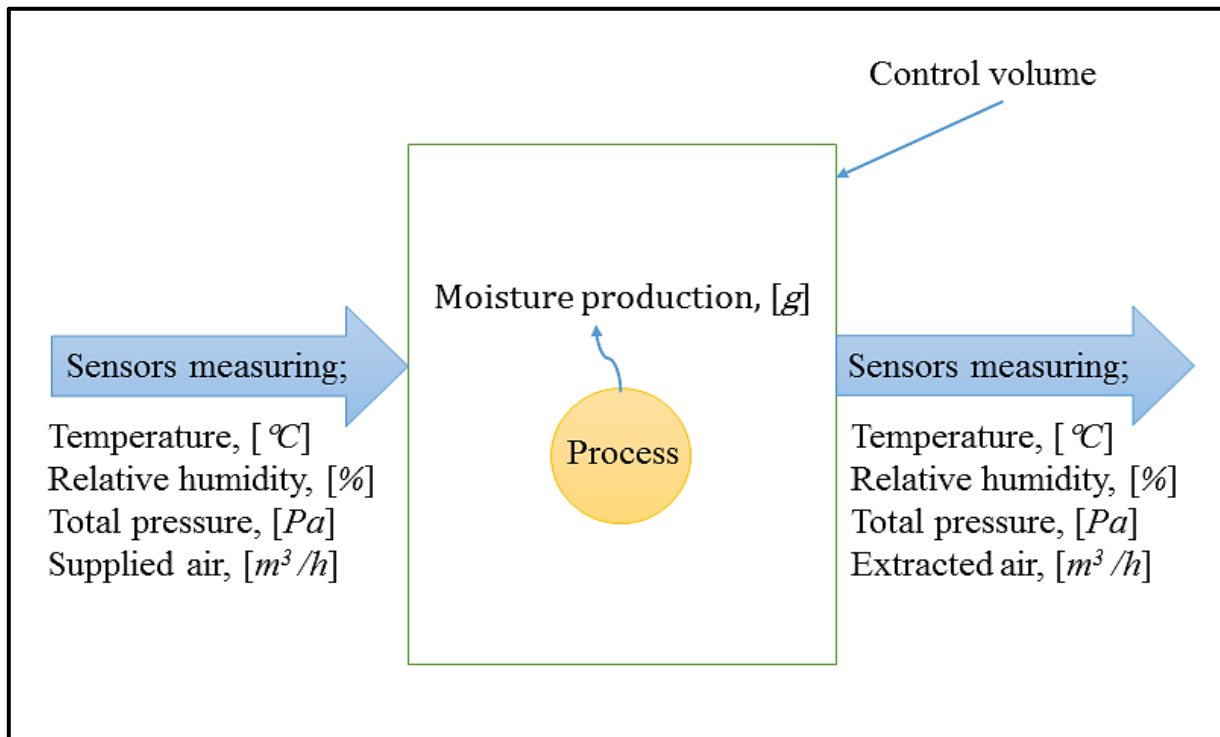 Control volume
Moisture production, [g]
Process
Sensors measuring;
Temperature, [℃]
Relative humidity, [%]
Total pressure, [Pa]
Supplied air, [m³/h]
Sensors measuring;
Temperature, [℃]
Relative humidity, [%]
Total pressure, [Pa]
Extracted air, [m³/h]